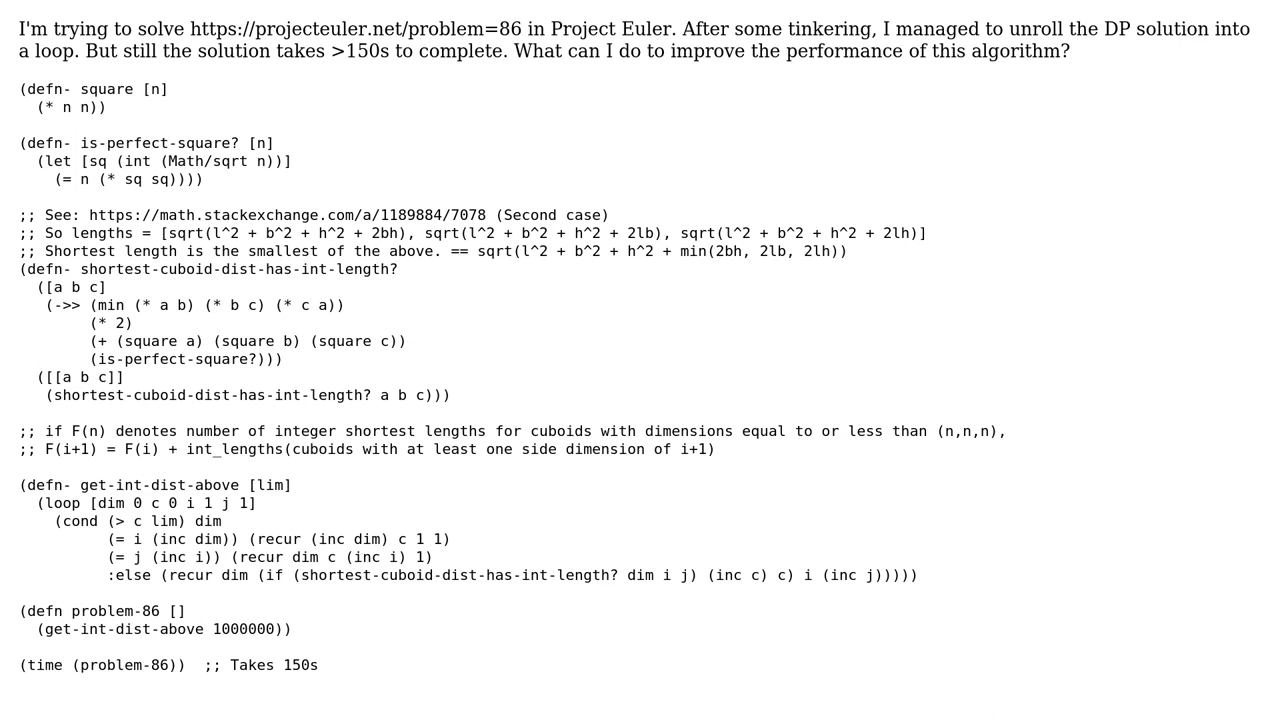 I'm trying to solve https://projecteuler.net/problem=86 in Project Euler. After some tinkering, I managed to unroll the DP solution into
a loop. But still the solution takes >150s to complete. What can I do to improve the performance of this algorithm?

(defn- square [n]
  (* n n))

(defn- is-perfect-square? [n]
  (let [sq (int (Math/sqrt n))]
    (= n (* sq sq))))

;; See: https://math.stackexchange.com/a/1189884/7078 (Second case)
;; So lengths = [sqrt(l^2 + b^2 + h^2 + 2bh), sqrt(l^2 + b^2 + h^2 + 2lb), sqrt(l^2 + b^2 + h^2 + 2lh)]
;; Shortest length is the smallest of the above. == sqrt(l^2 + b^2 + h^2 + min(2bh, 2lb, 2lh))
(defn- shortest-cuboid-dist-has-int-length?
  ([a b c]
   (->> (min (* a b) (* b c) (* c a))
        (* 2)
        (+ (square a) (square b) (square c))
        (is-perfect-square?)))
  ([[a b c]]
   (shortest-cuboid-dist-has-int-length? a b c)))

;; if F(n) denotes number of integer shortest lengths for cuboids with dimensions equal to or less than (n,n,n),
;; F(i+1) = F(i) + int_lengths(cuboids with at least one side dimension of i+1)

(defn- get-int-dist-above [lim]
  (loop [dim 0 c 0 i 1 j 1]
    (cond (> c lim) dim
          (= i (inc dim)) (recur (inc dim) c 1 1)
          (= j (inc i)) (recur dim c (inc i) 1)
          :else (recur dim (if (shortest-cuboid-dist-has-int-length? dim i j) (inc c) c) i (inc j)))))

(defn problem-86 []
  (get-int-dist-above 1000000))

(time (problem-86))  ;; Takes 150s